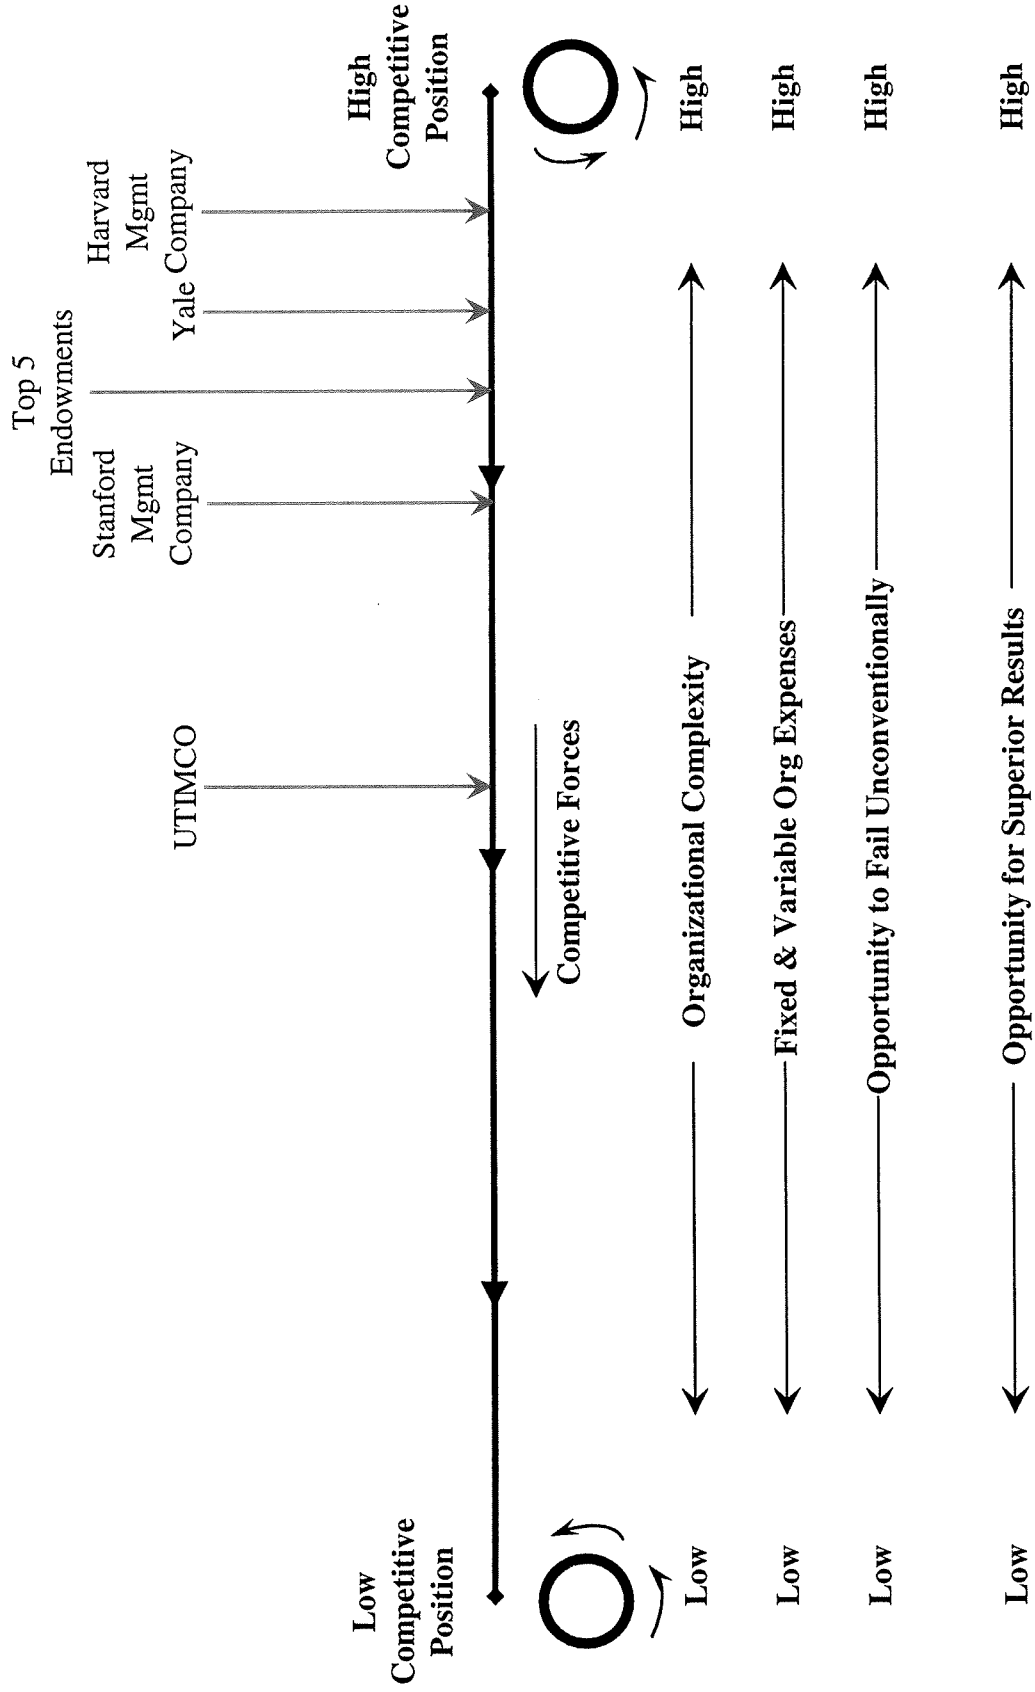 Top 5
Endowments
Stanford
Mgmt
Company
Yale
Harvard
Mgmt
Company
UTIMCO
Low
Competitive
Position
High
Competitive
Position
Competitive Forces
Low
Organizational Complexity
High
Low
Fixed & Variable Org Expenses
High
Low
Opportunity to Fail Unconventionally
High
Low
Opportunity for Superior Results
High